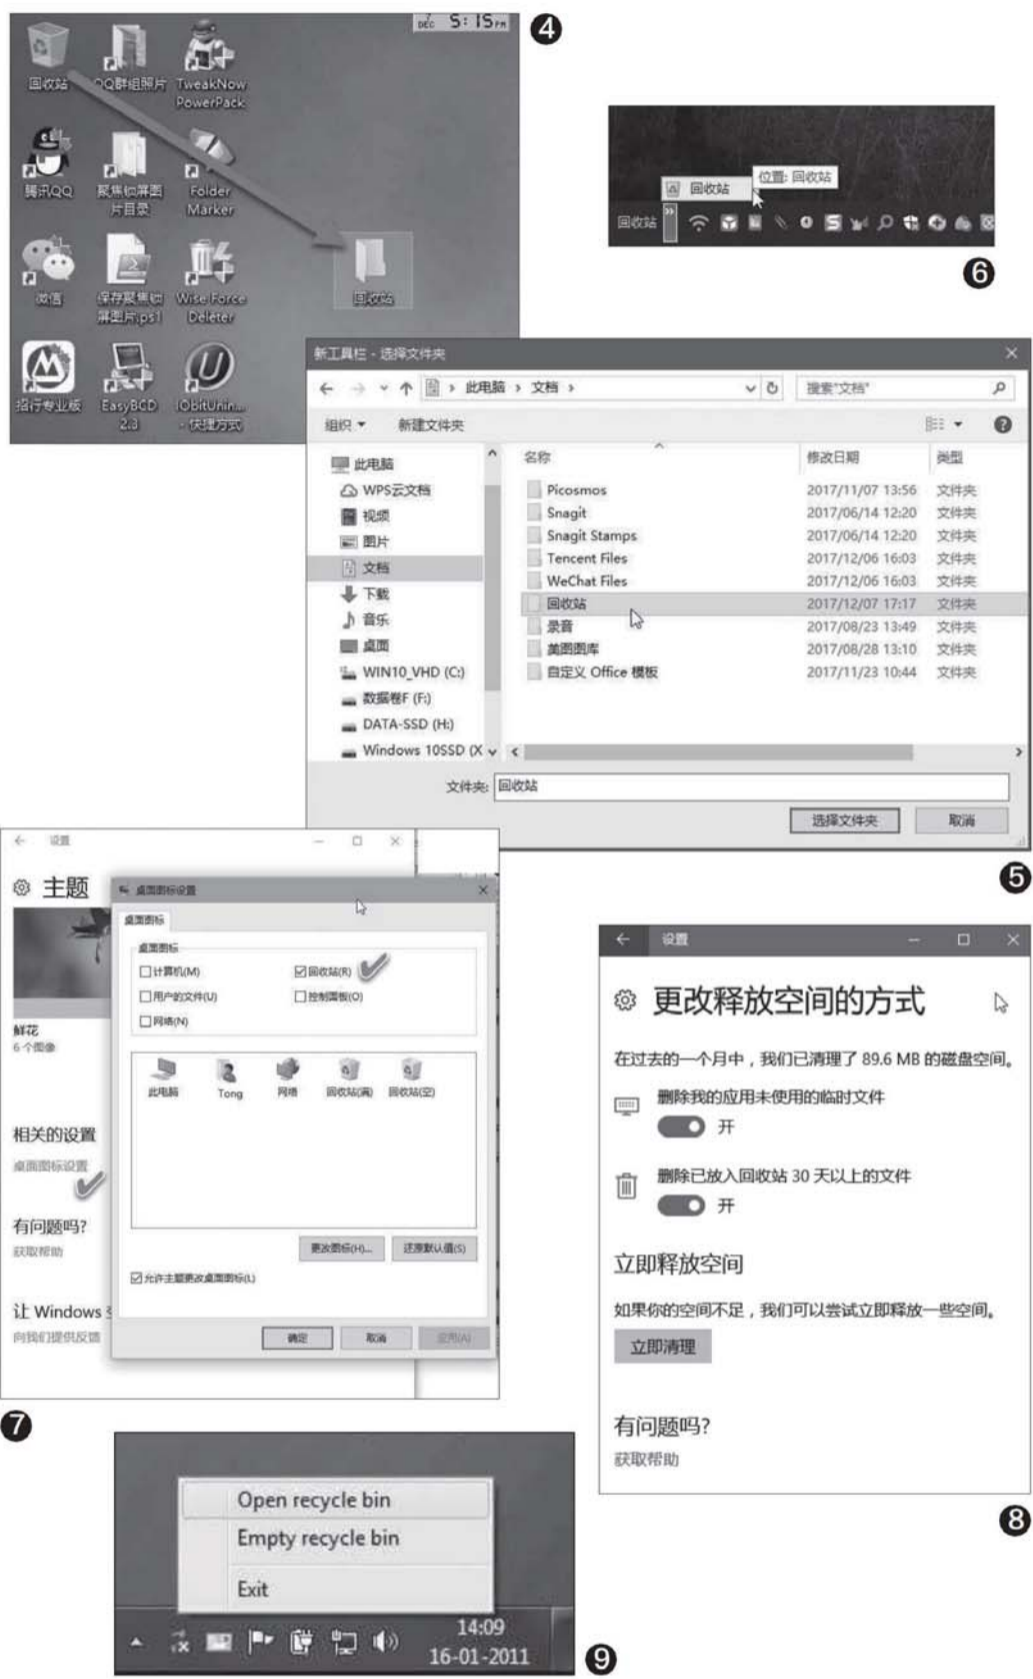 DEC 5:15PM
❹
回收站 QQ群组照片 TweakNow PowerPack
腾讯QQ 聚焦锁屏图片目录 Folder Marker
微信 保存聚焦锁屏图片.ps1 Wise Force Deleter 回收站
招行专业版 EasyBCD 2.3 IObitUnin... - 快捷方式
回收站 位置: 回收站
回收站
❻
新工具栏 - 选择文件夹
此电脑 › 文档 › 搜索"文档"
组织 新建文件夹
名称 修改日期 类型
此电脑
WPS云文档
视频
图片
文档
下载
音乐
桌面
WIN10_VHD (C:)
数据卷F (F:)
DATA-SSD (H:)
Windows 10SSD (X
Picosmos 2017/11/07 13:56 文件夹
Snagit 2017/06/14 12:20 文件夹
Snagit Stamps 2017/06/14 12:20 文件夹
Tencent Files 2017/12/06 16:03 文件夹
WeChat Files 2017/12/06 16:03 文件夹
回收站 2017/12/07 17:17 文件夹
录音 2017/08/23 13:49 文件夹
美图图库 2017/08/28 13:10 文件夹
自定义 Office 模板 2017/11/23 10:44 文件夹
文件夹: 回收站
选择文件夹 取消
❺
设置
主题
鲜花
6 个图像
相关的设置
桌面图标设置
有问题吗?
获取帮助
让 Windows
向我们提供反馈
桌面图标设置
桌面图标
桌面图标
计算机(M) 回收站(R)
用户的文件(U) 控制面板(O)
网络(N)
此电脑 Tong 网络 回收站(满) 回收站(空)
更改图标(H)... 还原默认值(S)
允许主题更改桌面图标(L)
确定 取消 应用(A)
❼
设置
更改释放空间的方式
在过去的一个月中，我们已清理了 89.6 MB 的磁盘空间。
删除我的应用未使用的临时文件
开
删除已放入回收站 30 天以上的文件
开
立即释放空间
如果你的空间不足，我们可以尝试立即释放一些空间。
立即清理
有问题吗?
获取帮助
❽
Open recycle bin
Empty recycle bin
Exit
14:09
16-01-2011
❾